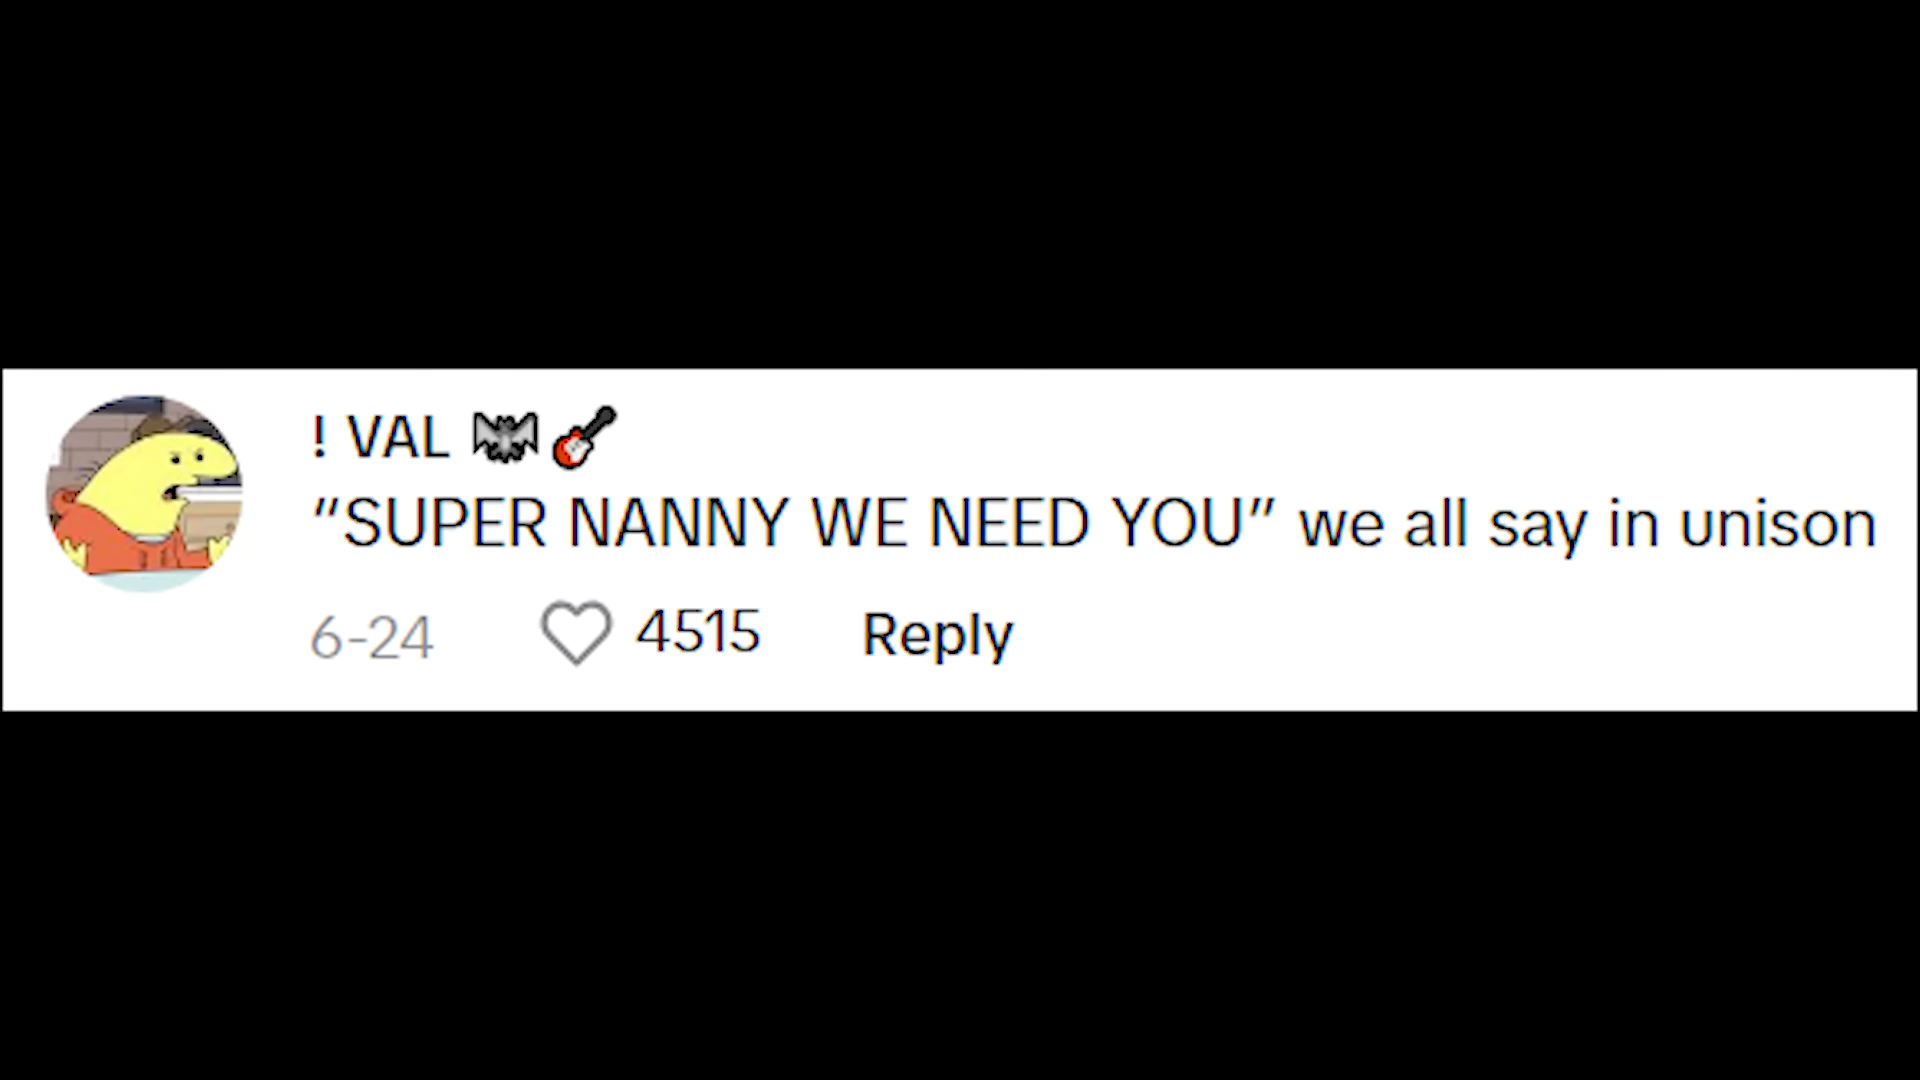 ! VAL 🦇🎸
"SUPER NANNY WE NEED YOU" we all say in unison
6-24 4515 Reply